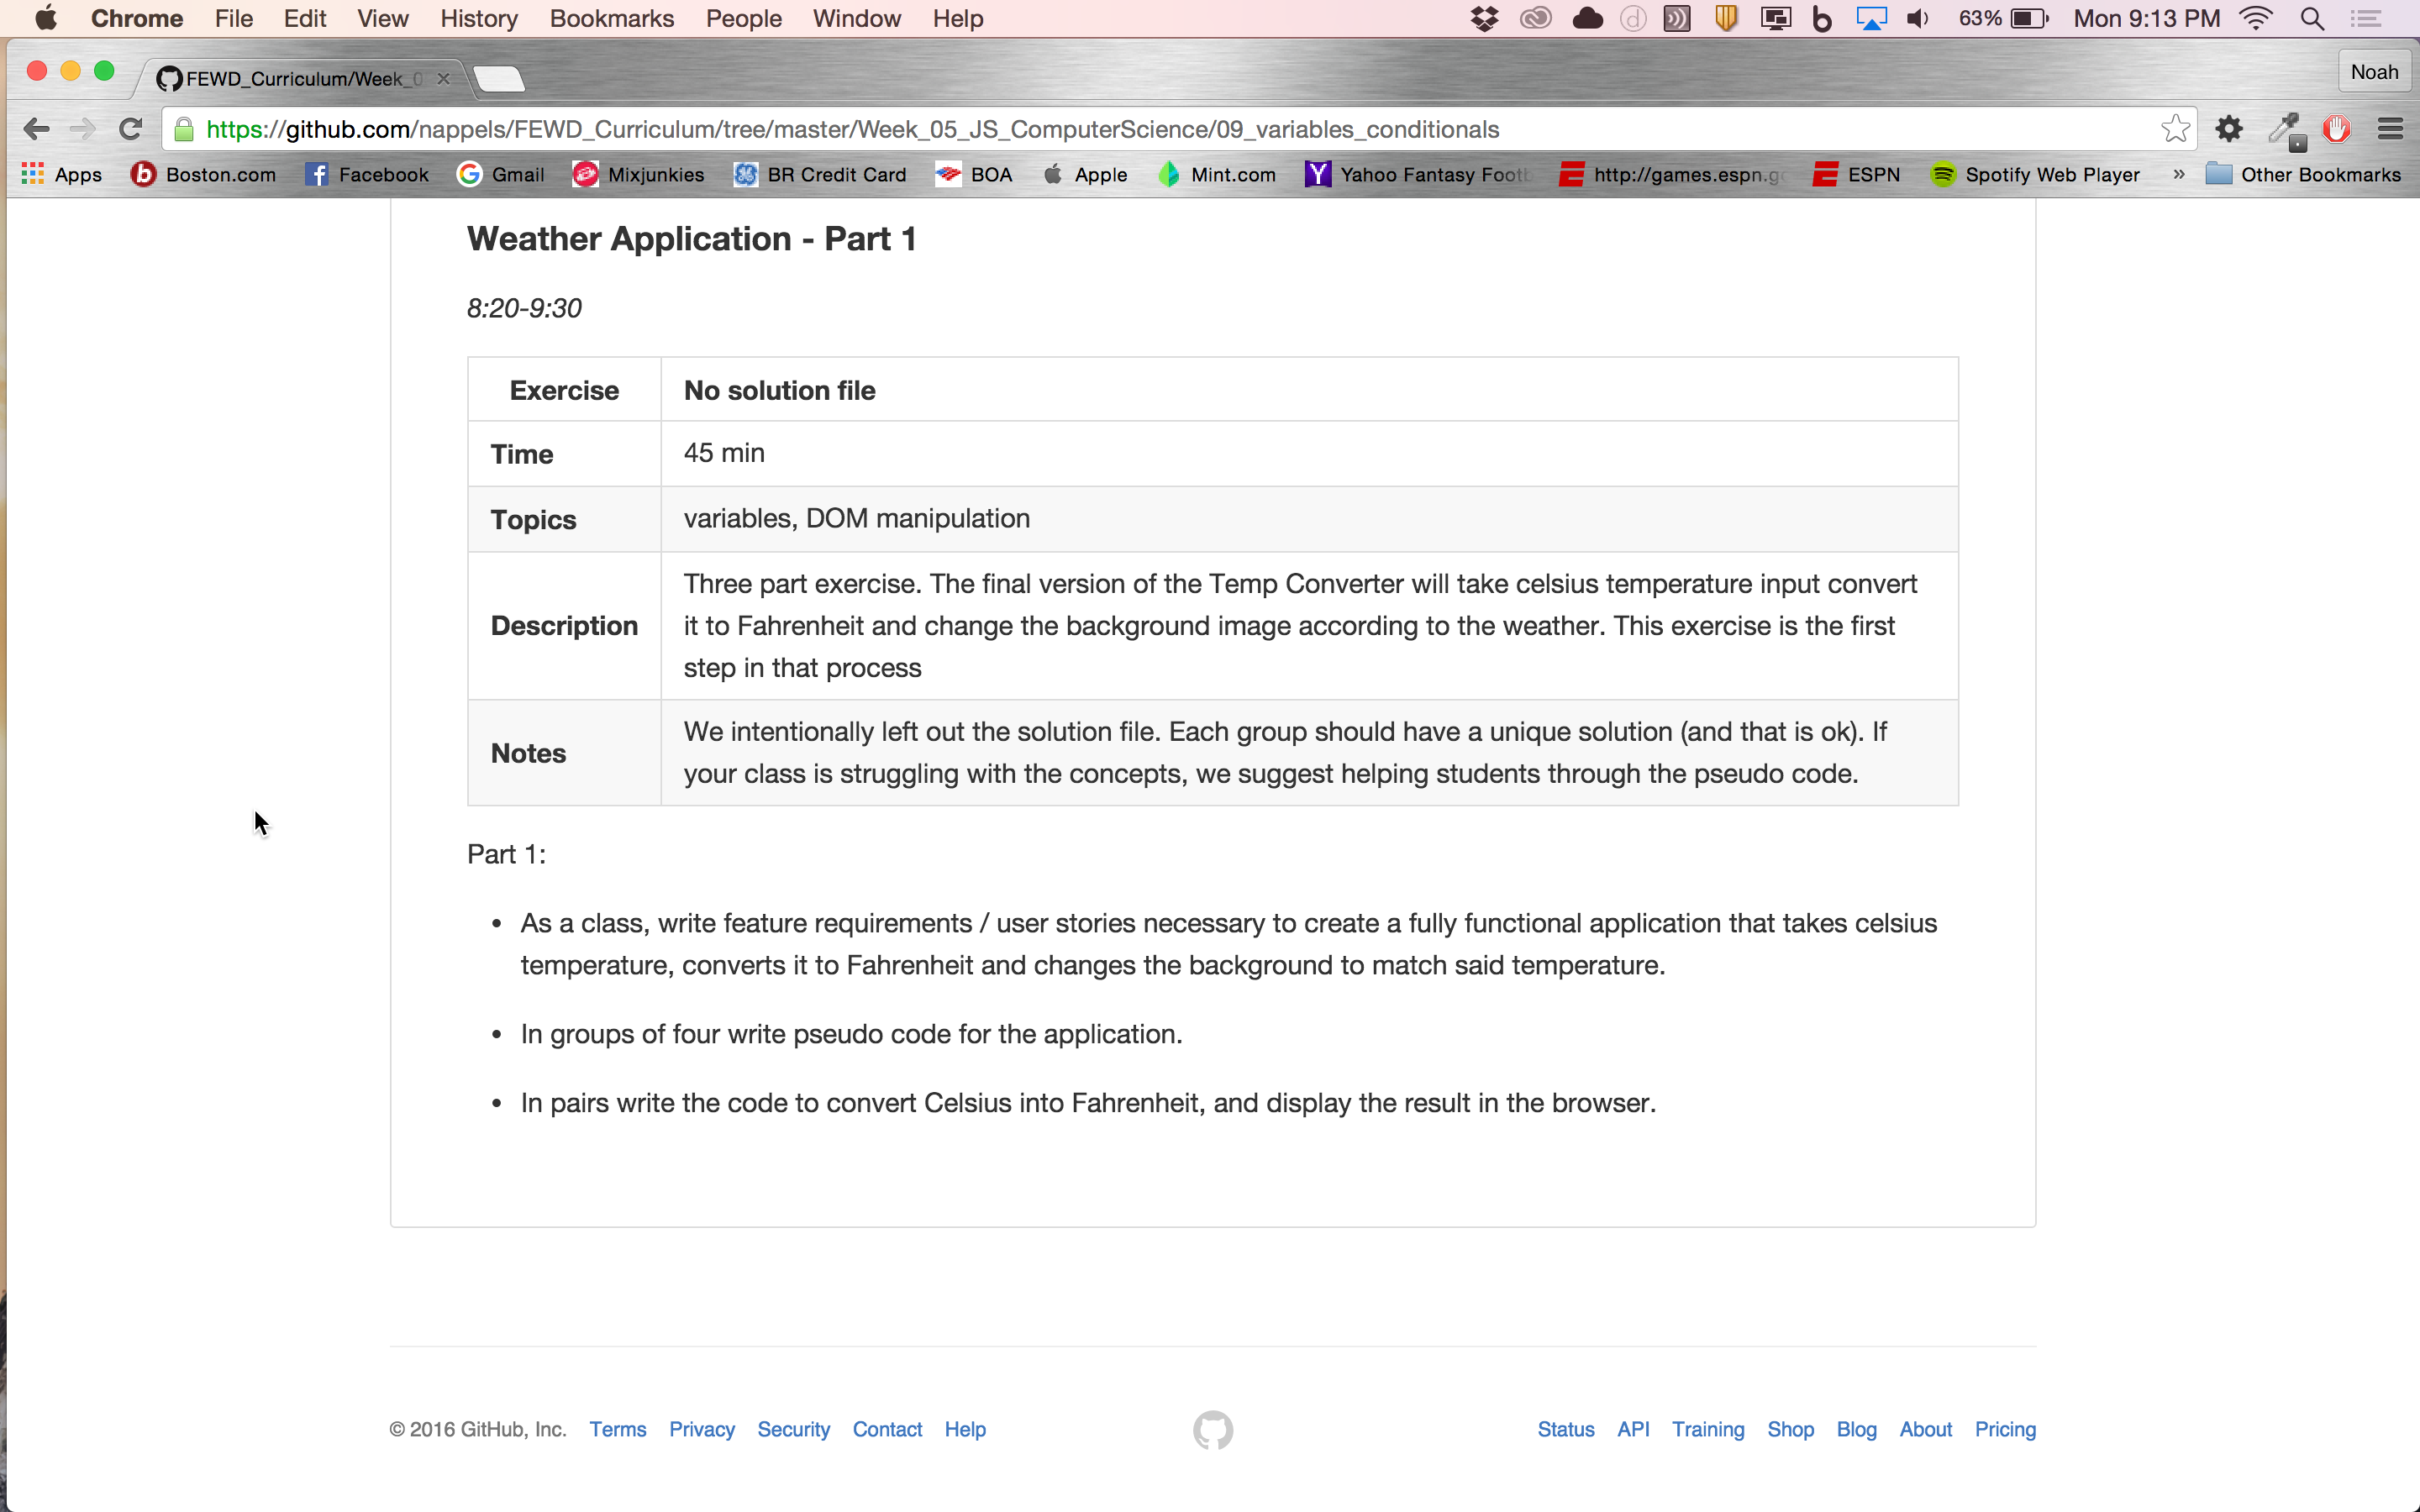 Chrome File Edit View History Bookmarks People Window Help 63% Mon 9:13 PM
FEWD_Curriculum/Week_0 Noah
https://github.com/nappels/FEWD_Curriculum/tree/master/Week_05_JS_ComputerScience/09_variables_conditionals
Apps Boston.com Facebook Gmail Mixjunkies BR Credit Card BOA Apple Mint.com Yahoo Fantasy Footb http://games.espn.go ESPN Spotify Web Player » Other Bookmarks
Weather Application - Part 1
8:20-9:30
Exercise No solution file
Time 45 min
Topics variables, DOM manipulation
Description Three part exercise. The final version of the Temp Converter will take celsius temperature input convert
it to Fahrenheit and change the background image according to the weather. This exercise is the first
step in that process
Notes We intentionally left out the solution file. Each group should have a unique solution (and that is ok). If
your class is struggling with the concepts, we suggest helping students through the pseudo code.
Part 1:
• As a class, write feature requirements / user stories necessary to create a fully functional application that takes celsius
temperature, converts it to Fahrenheit and changes the background to match said temperature.
• In groups of four write pseudo code for the application.
• In pairs write the code to convert Celsius into Fahrenheit, and display the result in the browser.
© 2016 GitHub, Inc. Terms Privacy Security Contact Help Status API Training Shop Blog About Pricing